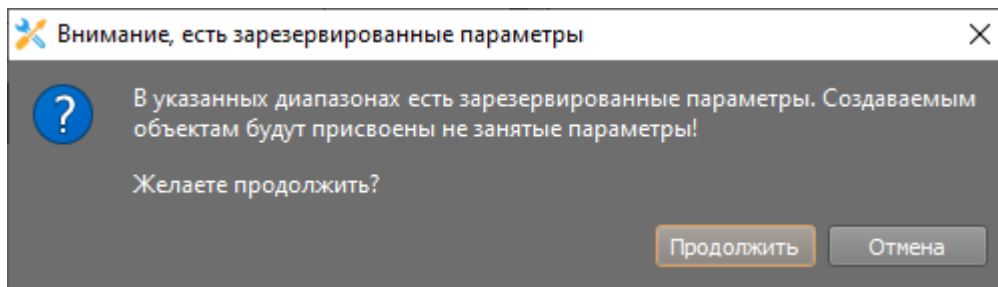 Внимание, есть зарезервированные параметры
В указанных диапазонах есть зарезервированные параметры. Создаваемым
объектам будут присвоены не занятые параметры!
Желаете продолжить?
Продолжить
Отмена